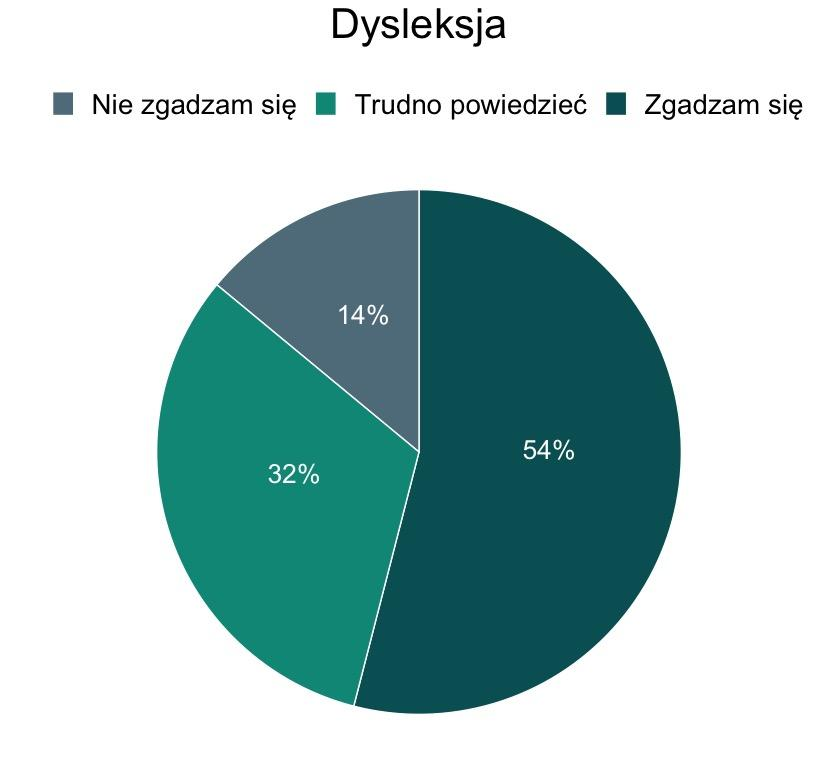 Dysleksja
Nie zgadzam się Trudno powiedzieć Zgadzam się
14%
54%
32%